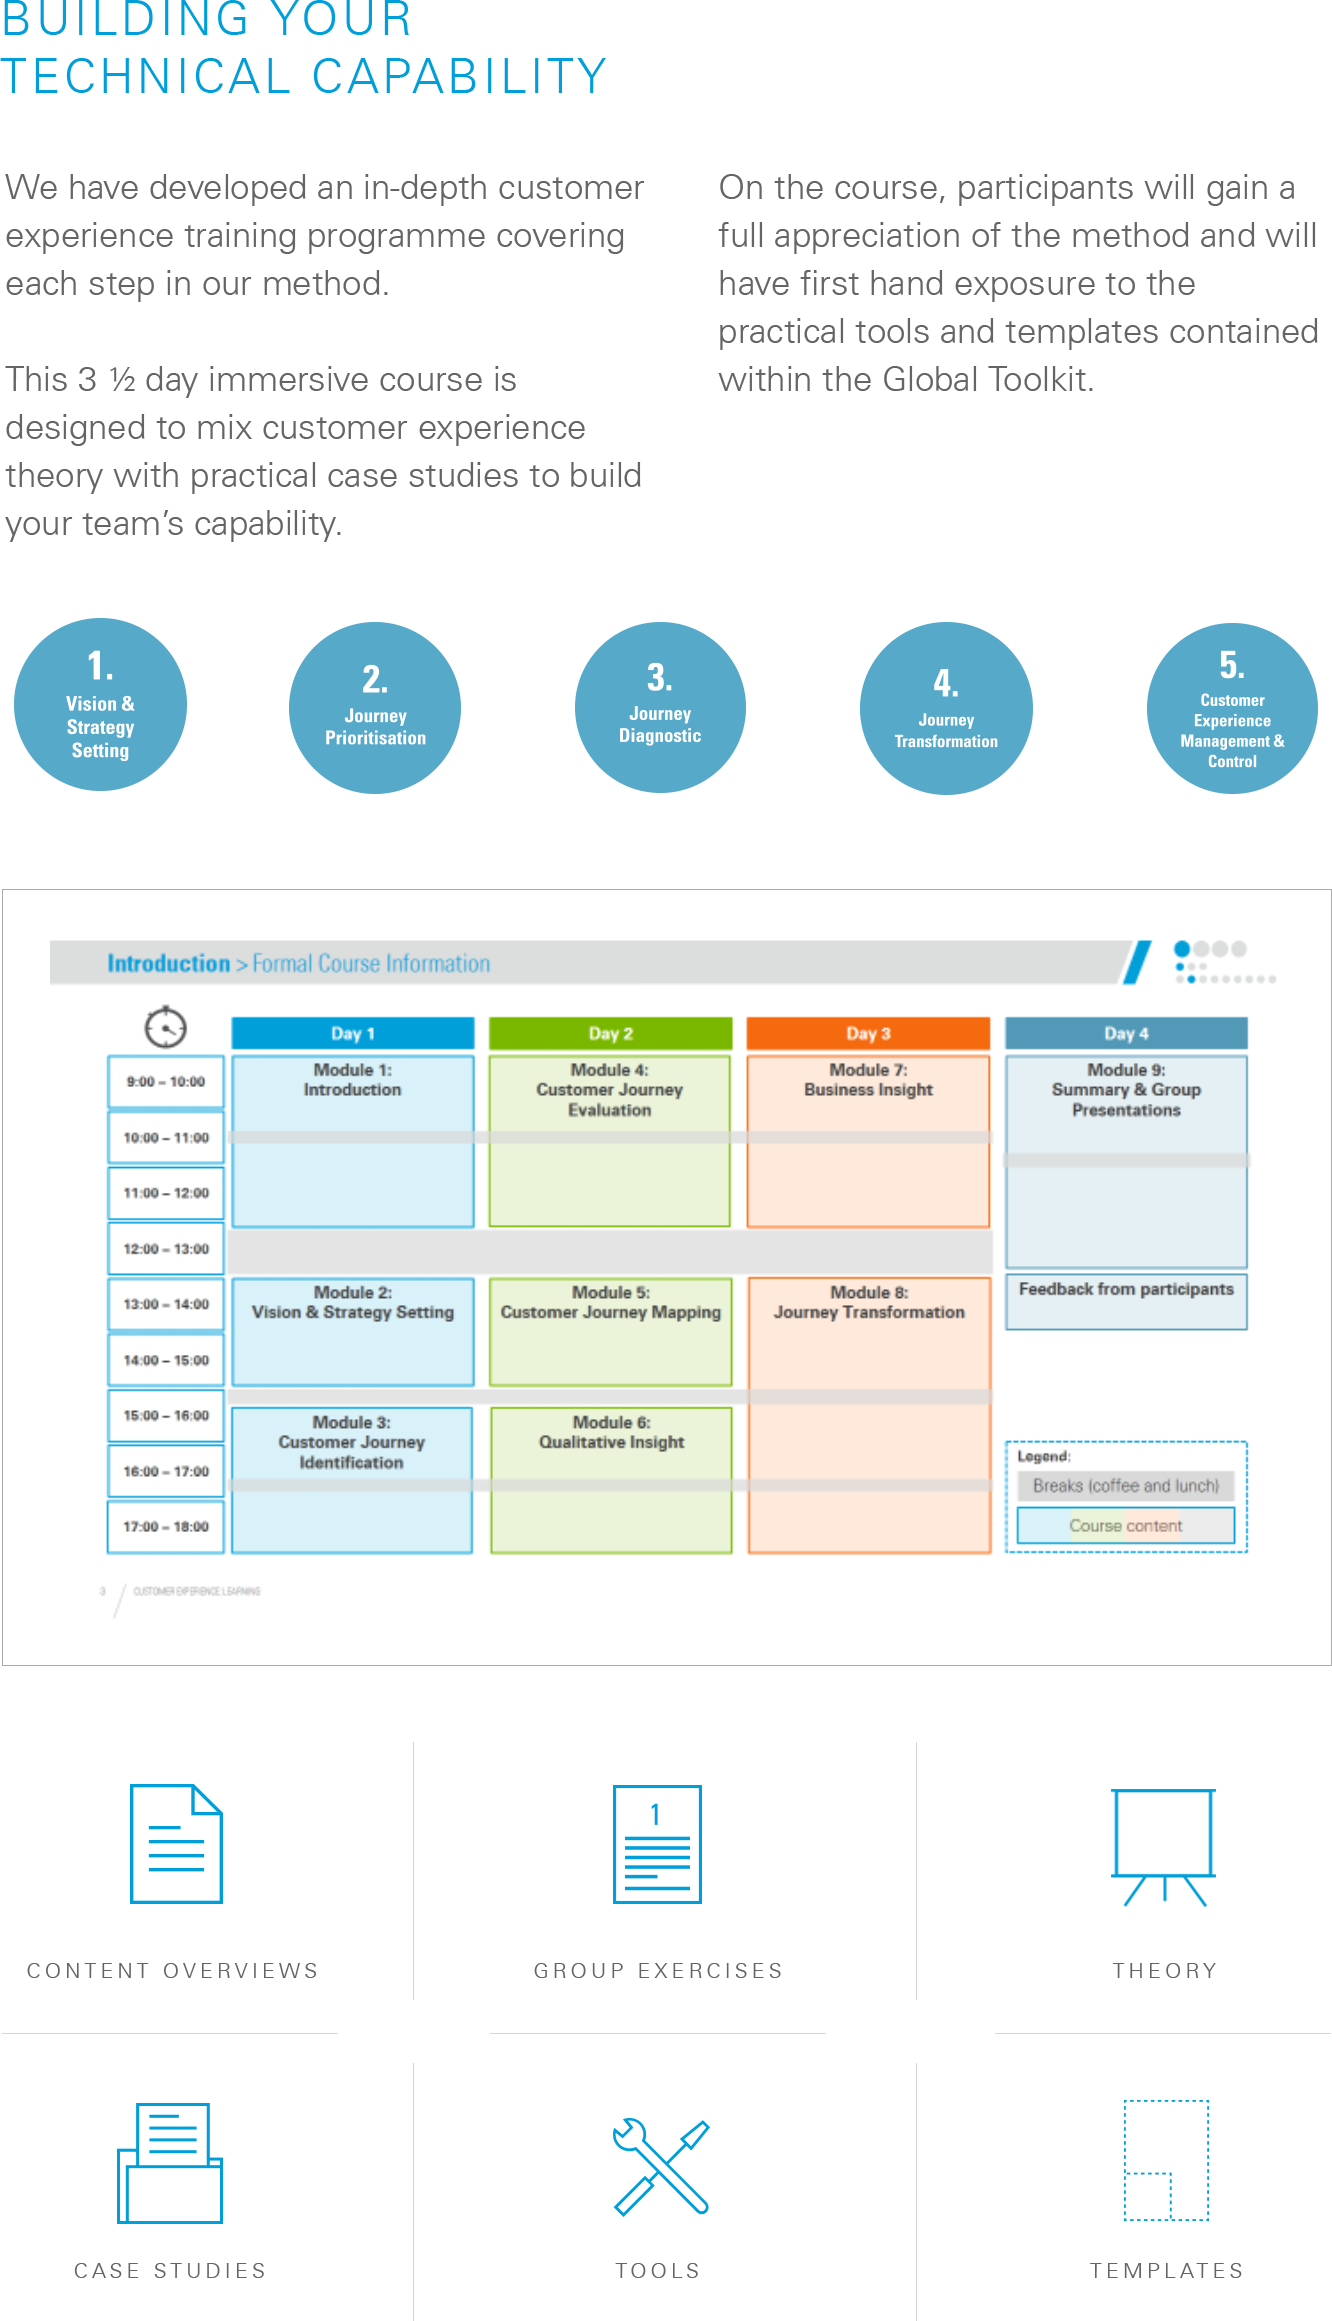 BUILDING YOUR
TECHNICAL CAPABILITY
We have developed an in-depth customer
experience training programme covering
each step in our method.
This 3 ½ day immersive course is
designed to mix customer experience
theory with practical case studies to build
your team’s capability.
On the course, participants will gain a
full appreciation of the method and will
have first hand exposure to the
practical tools and templates contained
within the Global Toolkit.
1.
Vision &
Strategy
Setting
2.
Journey
Prioritisation
3.
Journey
Diagnostic
4.
Journey
Transformation
5.
Customer
Experience
Management &
Control
Introduction > Formal Course Information
Day 1
Day 2
Day 3
Day 4
9:00 – 10:00
10:00 – 11:00
11:00 – 12:00
12:00 – 13:00
13:00 – 14:00
14:00 – 15:00
15:00 – 16:00
16:00 – 17:00
17:00 – 18:00
Module 1:
Introduction
Module 2:
Vision & Strategy Setting
Module 3:
Customer Journey
Identification
Module 4:
Customer Journey
Evaluation
Module 5:
Customer Journey Mapping
Module 6:
Qualitative Insight
Module 7:
Business Insight
Module 8:
Journey Transformation
Module 9:
Summary & Group
Presentations
Feedback from participants
Legend:
Breaks (coffee and lunch)
Course content
3
CUSTOMER EXPERIENCE LEARNING
1
CONTENT OVERVIEWS
GROUP EXERCISES
THEORY
CASE STUDIES
TOOLS
TEMPLATES